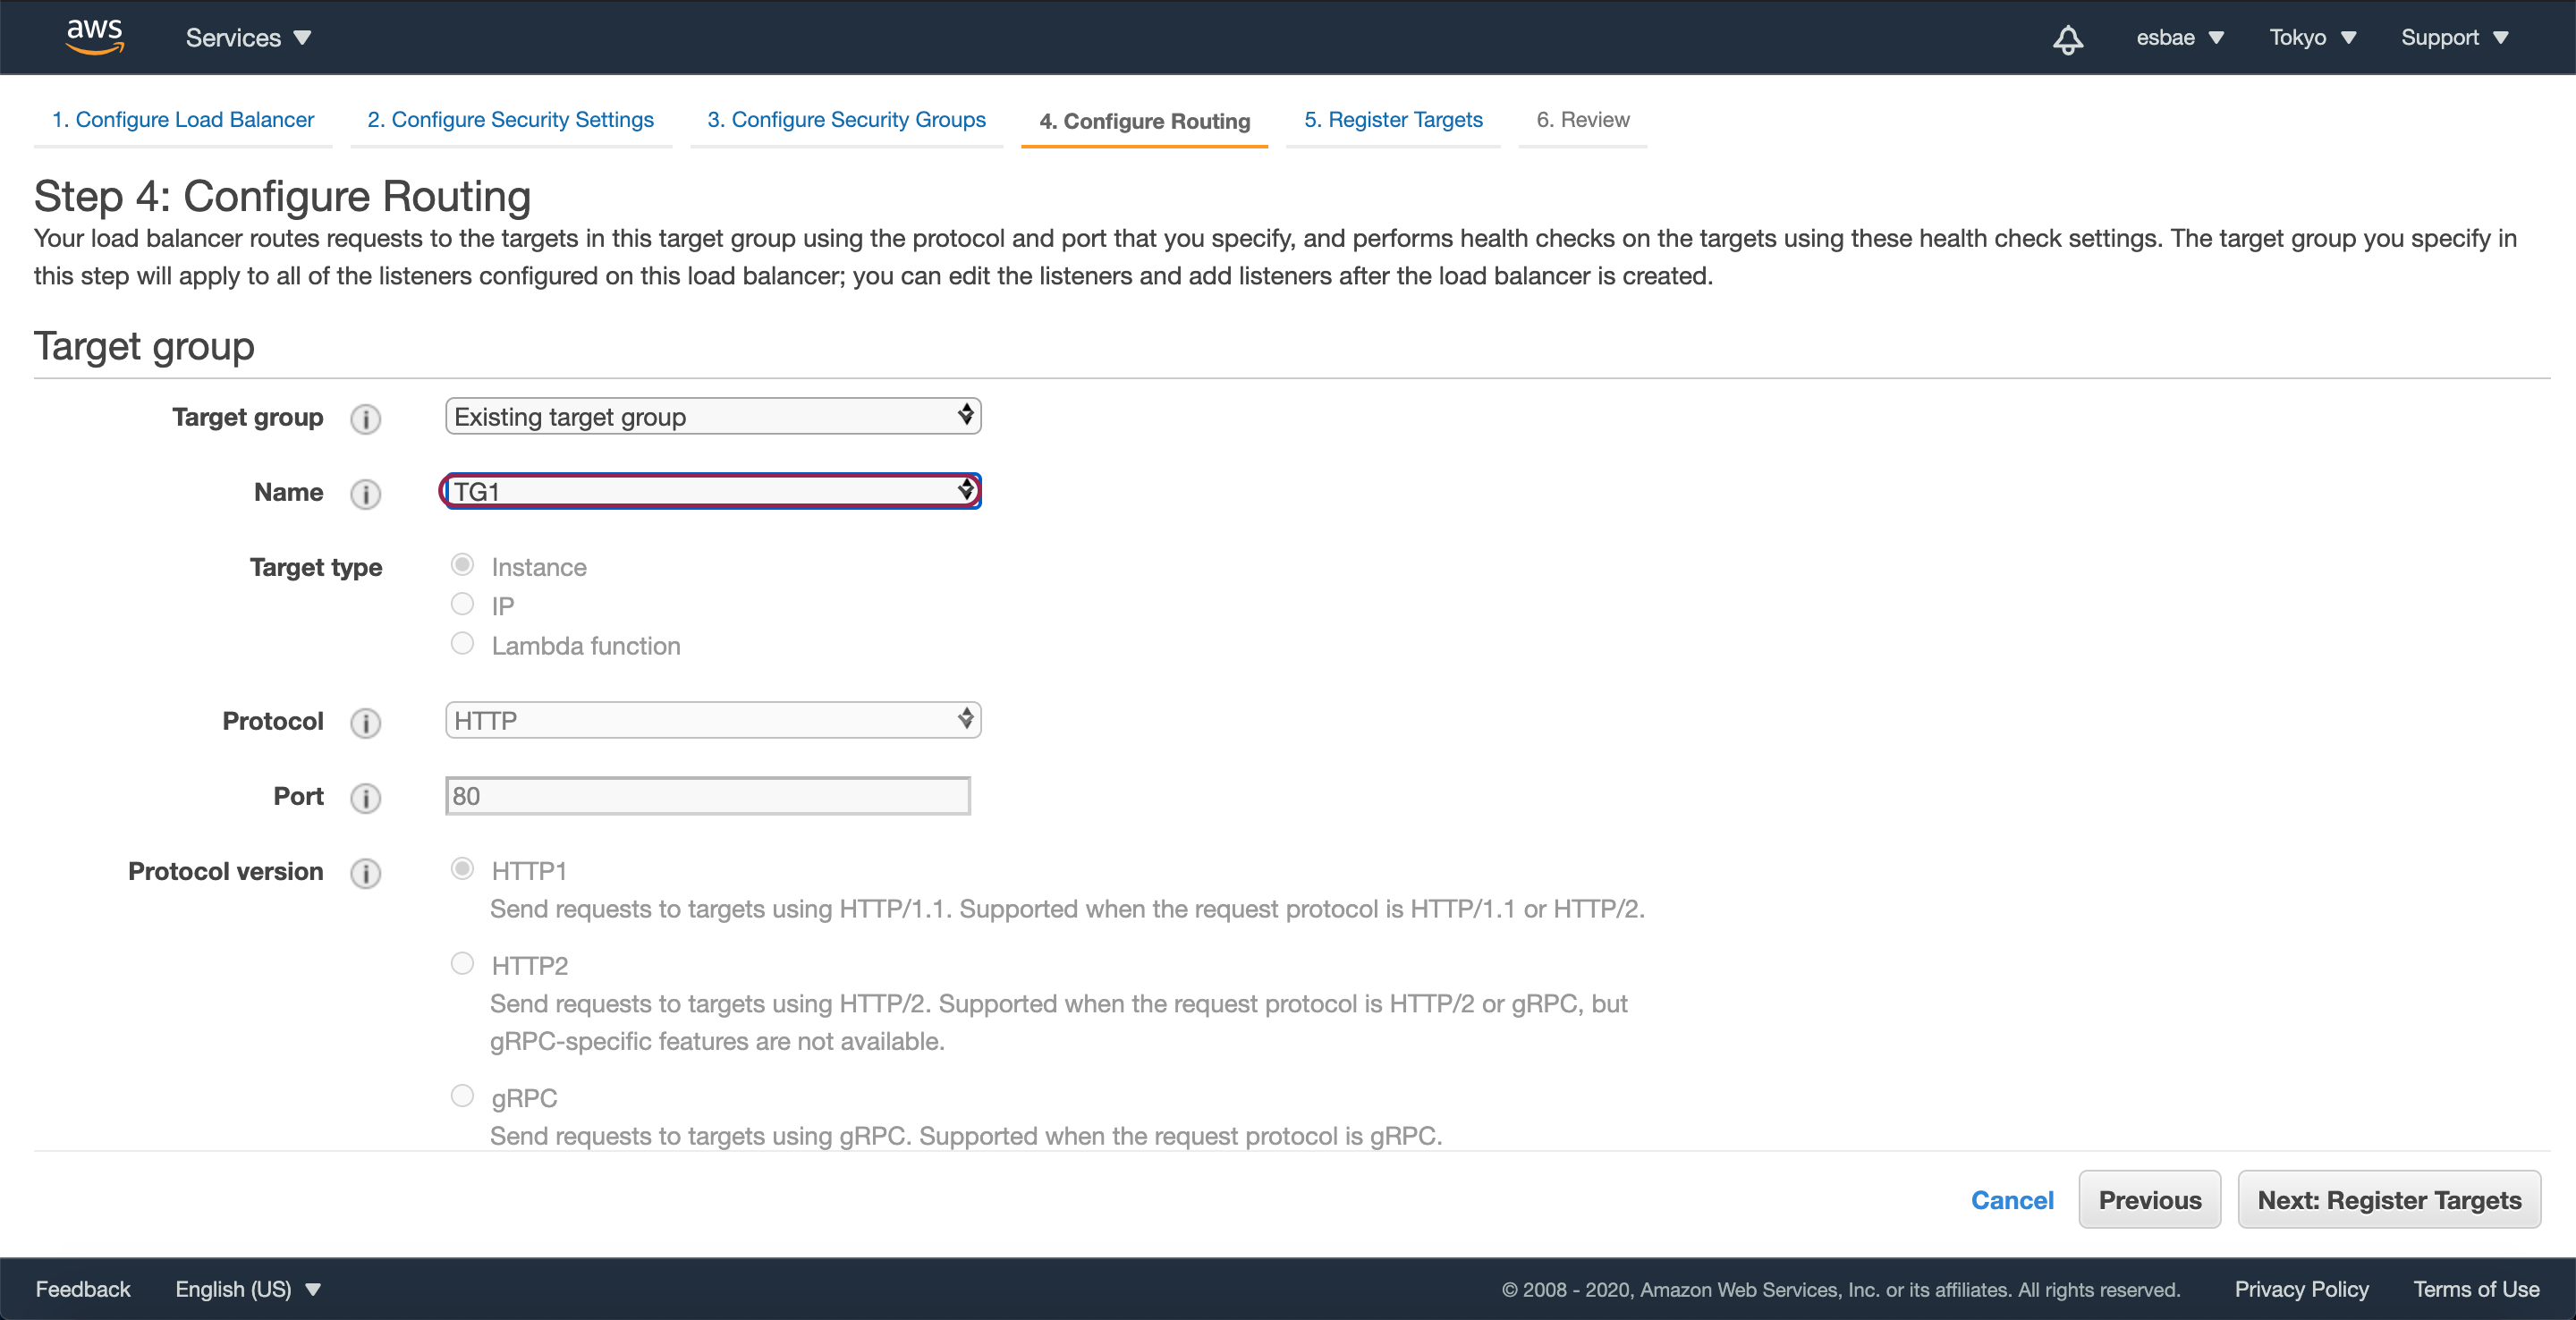 aws Services esbae Tokyo Support
1. Configure Load Balancer 2. Configure Security Settings 3. Configure Security Groups 4. Configure Routing 5. Register Targets 6. Review
Step 4: Configure Routing
Your load balancer routes requests to the targets in this target group using the protocol and port that you specify, and performs health checks on the targets using these health check settings. The target group you specify in
this step will apply to all of the listeners configured on this load balancer; you can edit the listeners and add listeners after the load balancer is created.
Target group
Target group i Existing target group
Name i TG1
Target type Instance
IP
Lambda function
Protocol i HTTP
Port i 80
Protocol version i HTTP1
Send requests to targets using HTTP/1.1. Supported when the request protocol is HTTP/1.1 or HTTP/2.
HTTP2
Send requests to targets using HTTP/2. Supported when the request protocol is HTTP/2 or gRPC, but
gRPC-specific features are not available.
gRPC
Send requests to targets using gRPC. Supported when the request protocol is gRPC.
Cancel Previous Next: Register Targets
Feedback English (US) © 2008 - 2020, Amazon Web Services, Inc. or its affiliates. All rights reserved. Privacy Policy Terms of Use